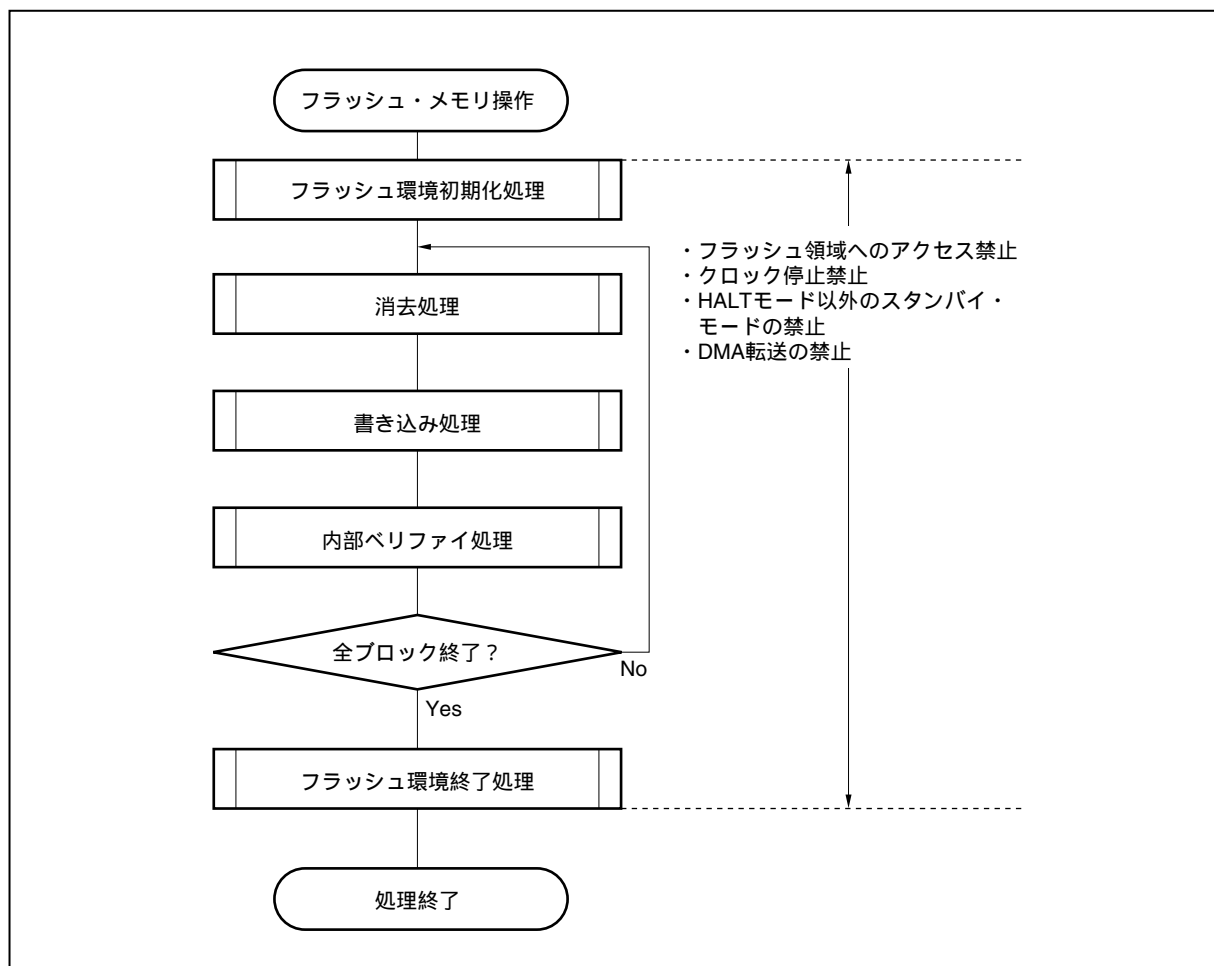 フラッシュ・メモリ操作
フラッシュ環境初期化処理
・フラッシュ領域へのアクセス禁止
・クロック停止禁止
・HALTモード以外のスタンバイ・
モードの禁止
・DMA転送の禁止
消去処理
書き込み処理
内部ベリファイ処理
全ブロック終了？
No
Yes
フラッシュ環境終了処理
処理終了